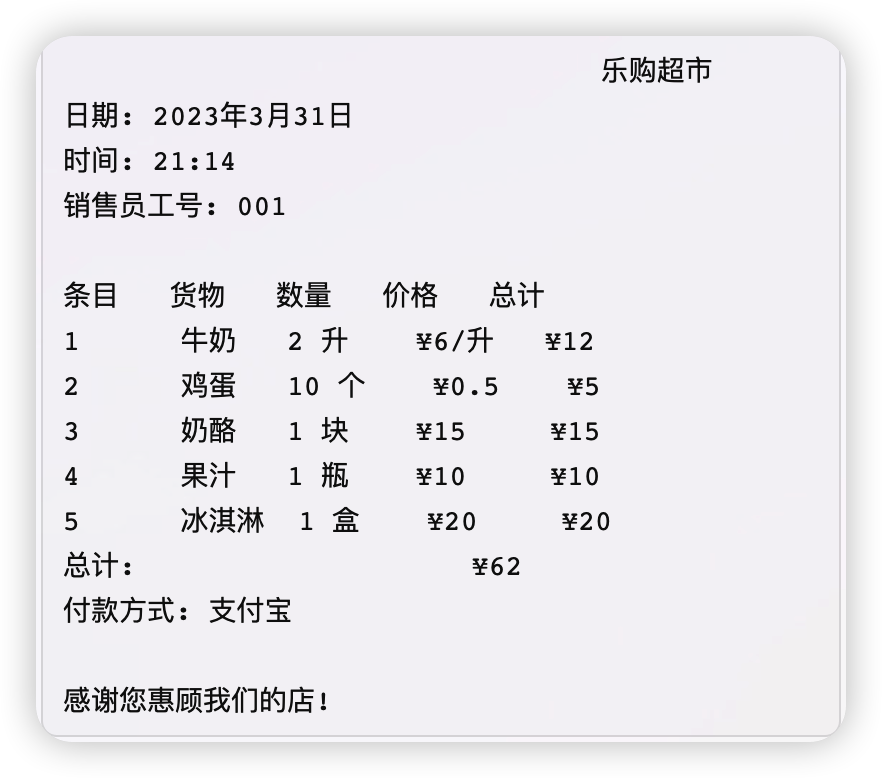 乐购超市
日期: 2023年3月31日
时间: 21:14
销售员工号: 001
条目 货物 数量 价格 总计
1 牛奶 2 升 ¥6/升 ¥12
2 鸡蛋 10 个 ¥0.5 ¥5
3 奶酪 1 块 ¥15 ¥15
4 果汁 1 瓶 ¥10 ¥10
5 冰淇淋 1 盒 ¥20 ¥20
总计: ¥62
付款方式: 支付宝
感谢您惠顾我们的店!